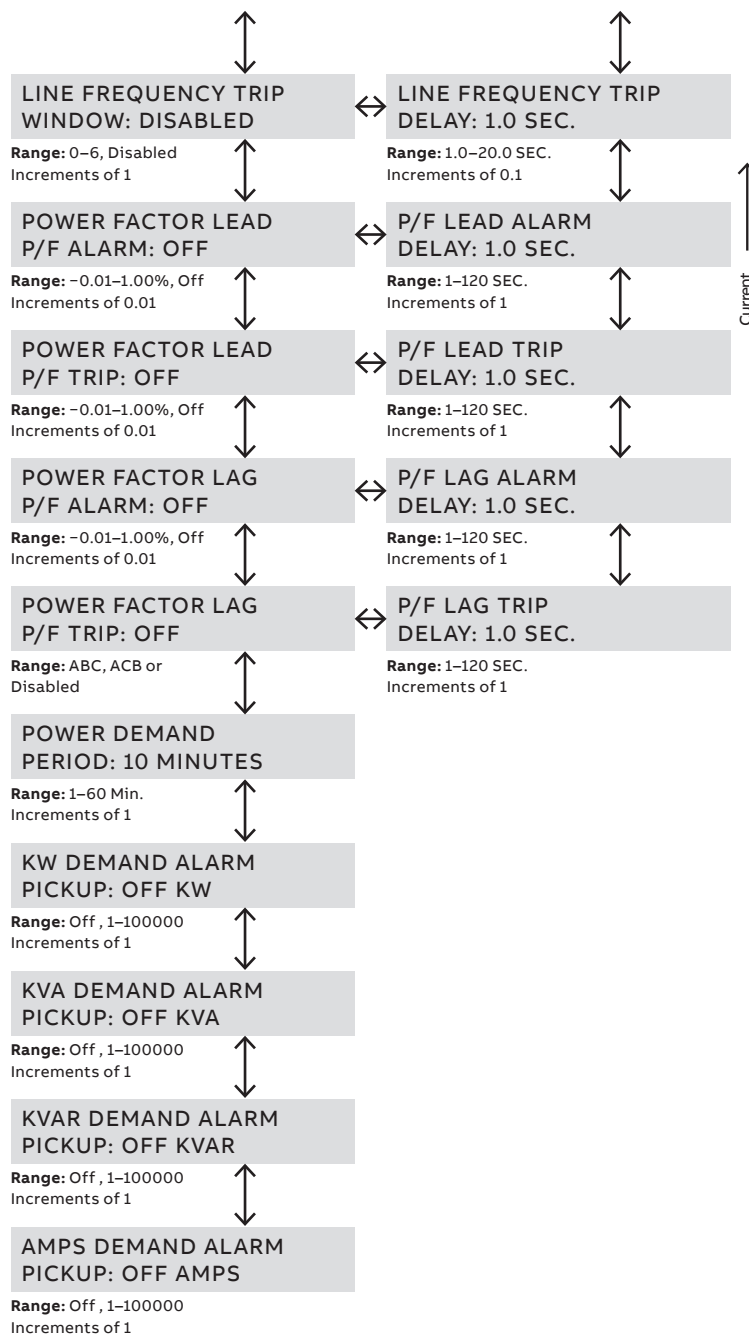 LINE FREQUENCY TRIP
WINDOW: DISABLED
Range: 0–6, Disabled
Increments of 1
LINE FREQUENCY TRIP
DELAY: 1.0 SEC.
Range: 1.0–20.0 SEC.
Increments of 0.1
POWER FACTOR LEAD
P/F ALARM: OFF
Range: −0.01–1.00%, Off
Increments of 0.01
P/F LEAD ALARM
DELAY: 1.0 SEC.
Range: 1–120 SEC.
Increments of 1
Current
POWER FACTOR LEAD
P/F TRIP: OFF
Range: −0.01–1.00%, Off
Increments of 0.01
P/F LEAD TRIP
DELAY: 1.0 SEC.
Range: 1–120 SEC.
Increments of 1
POWER FACTOR LAG
P/F ALARM: OFF
Range: −0.01–1.00%, Off
Increments of 0.01
P/F LAG ALARM
DELAY: 1.0 SEC.
Range: 1–120 SEC.
Increments of 1
POWER FACTOR LAG
P/F TRIP: OFF
Range: ABC, ACB or
Disabled
P/F LAG TRIP
DELAY: 1.0 SEC.
Range: 1–120 SEC.
Increments of 1
POWER DEMAND
PERIOD: 10 MINUTES
Range: 1–60 Min.
Increments of 1
KW DEMAND ALARM
PICKUP: OFF KW
Range: Off , 1–100000
Increments of 1
KVA DEMAND ALARM
PICKUP: OFF KVA
Range: Off , 1–100000
Increments of 1
KVAR DEMAND ALARM
PICKUP: OFF KVAR
Range: Off , 1–100000
Increments of 1
AMPS DEMAND ALARM
PICKUP: OFF AMPS
Range: Off , 1–100000
Increments of 1